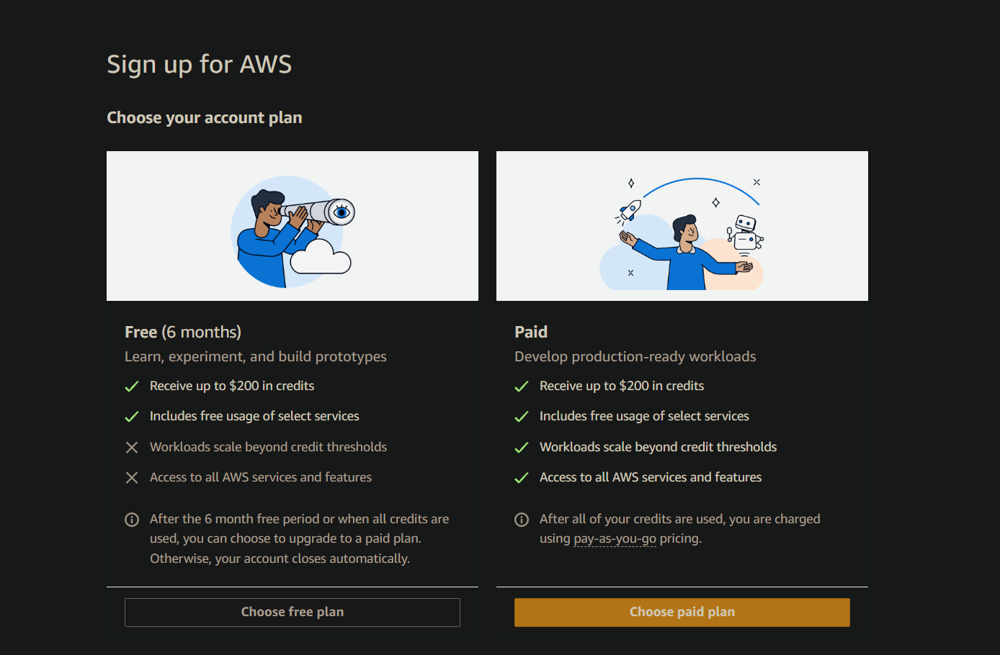 Sign up for AWS
Choose your account plan
Free (6 months)
Learn, experiment, and build prototypes
Receive up to $200 in credits
Includes free usage of select services
Workloads scale beyond credit thresholds
Access to all AWS services and features
After the 6 month free period or when all credits are
used, you can choose to upgrade to a paid plan.
Otherwise, your account closes automatically.
Choose free plan
Paid
Develop production-ready workloads
Receive up to $200 in credits
Includes free usage of select services
Workloads scale beyond credit thresholds
Access to all AWS services and features
After all of your credits are used, you are charged
using pay-as-you-go pricing.
Choose paid plan